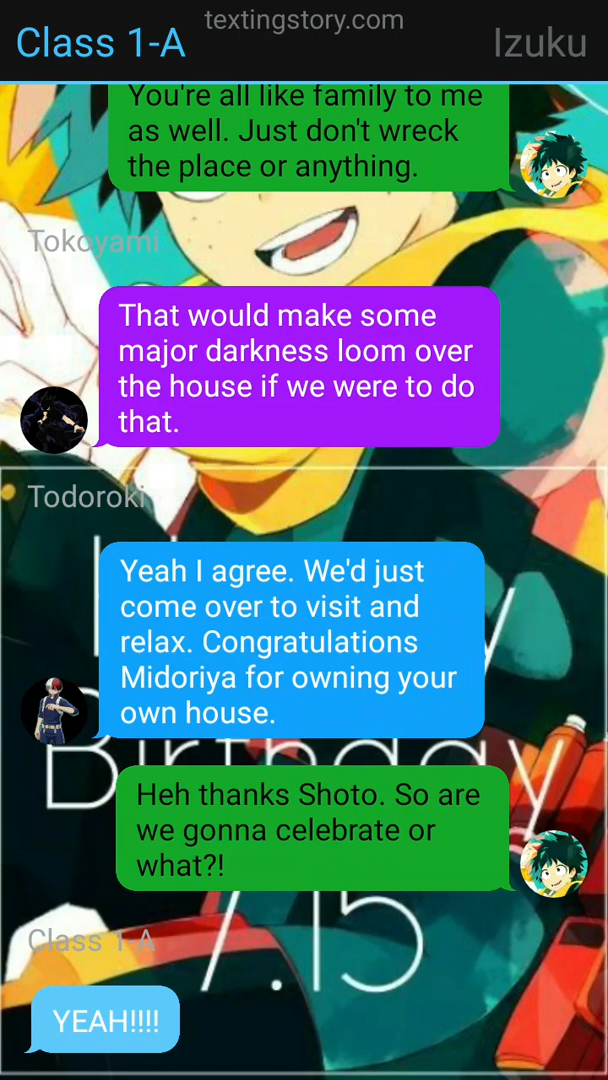 textingstory.com
Class 1-A
Izuku
You're all like family to me
as well. Just don't wreck
the place or anything.
Tokoyami
That would make some
major darkness loom over
the house if we were to do
that.
Todoroki
Yeah I agree. We'd just
come over to visit and
relax. Congratulations
Midoriya for owning your
own house.
Birthday
Heh thanks Shoto. So are
we gonna celebrate or
what?!
7.15
Class 1-A
YEAH!!!!